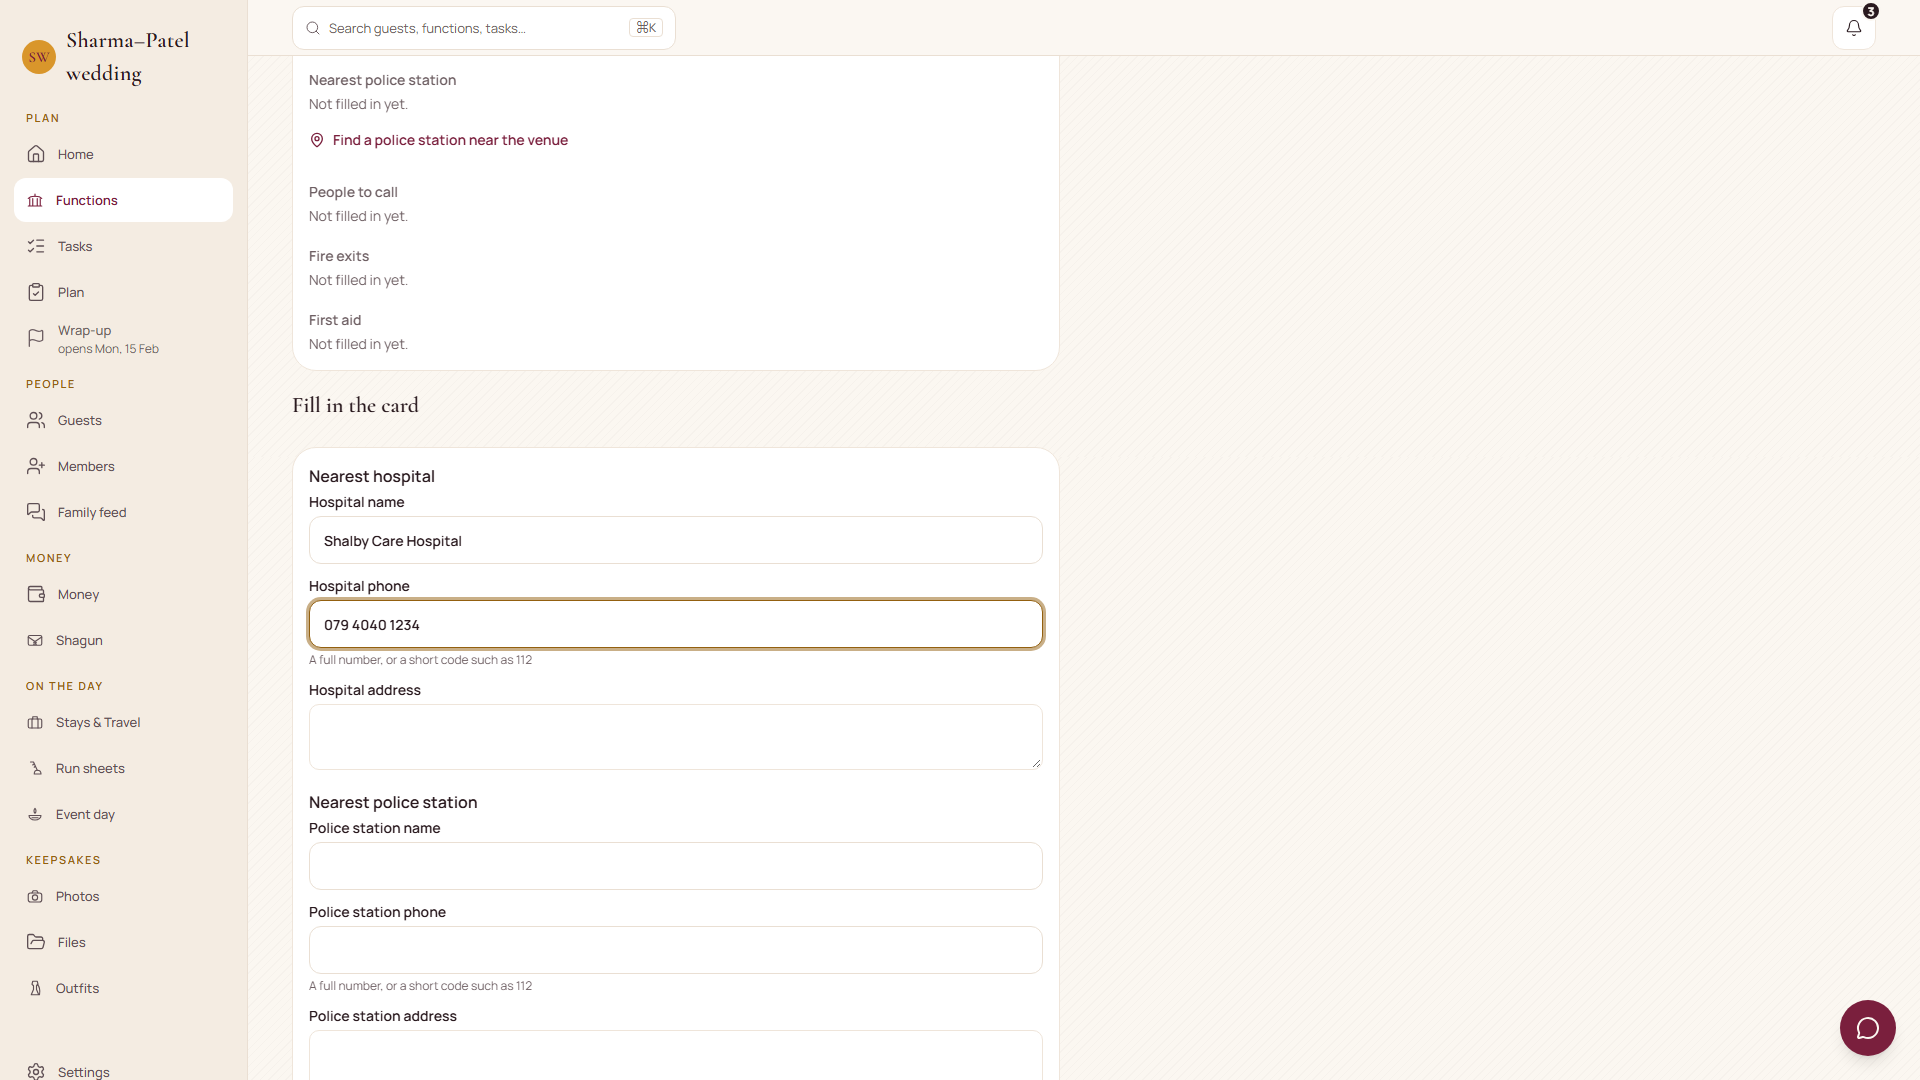 SW
Sharma–Patel
wedding
PLAN
Home
Functions
Tasks
Plan
Wrap-up
opens Mon, 15 Feb
PEOPLE
Guests
Members
Family feed
MONEY
Money
Shagun
ON THE DAY
Stays & Travel
Run sheets
Event day
KEEPSAKES
Photos
Files
Outfits
Settings
Search guests, functions, tasks…
⌘K
3
Nearest police station
Not filled in yet.
Find a police station near the venue
People to call
Not filled in yet.
Fire exits
Not filled in yet.
First aid
Not filled in yet.
Fill in the card
Nearest hospital
Hospital name
Shalby Care Hospital
Hospital phone
079 4040 1234
A full number, or a short code such as 112
Hospital address
Nearest police station
Police station name
Police station phone
A full number, or a short code such as 112
Police station address